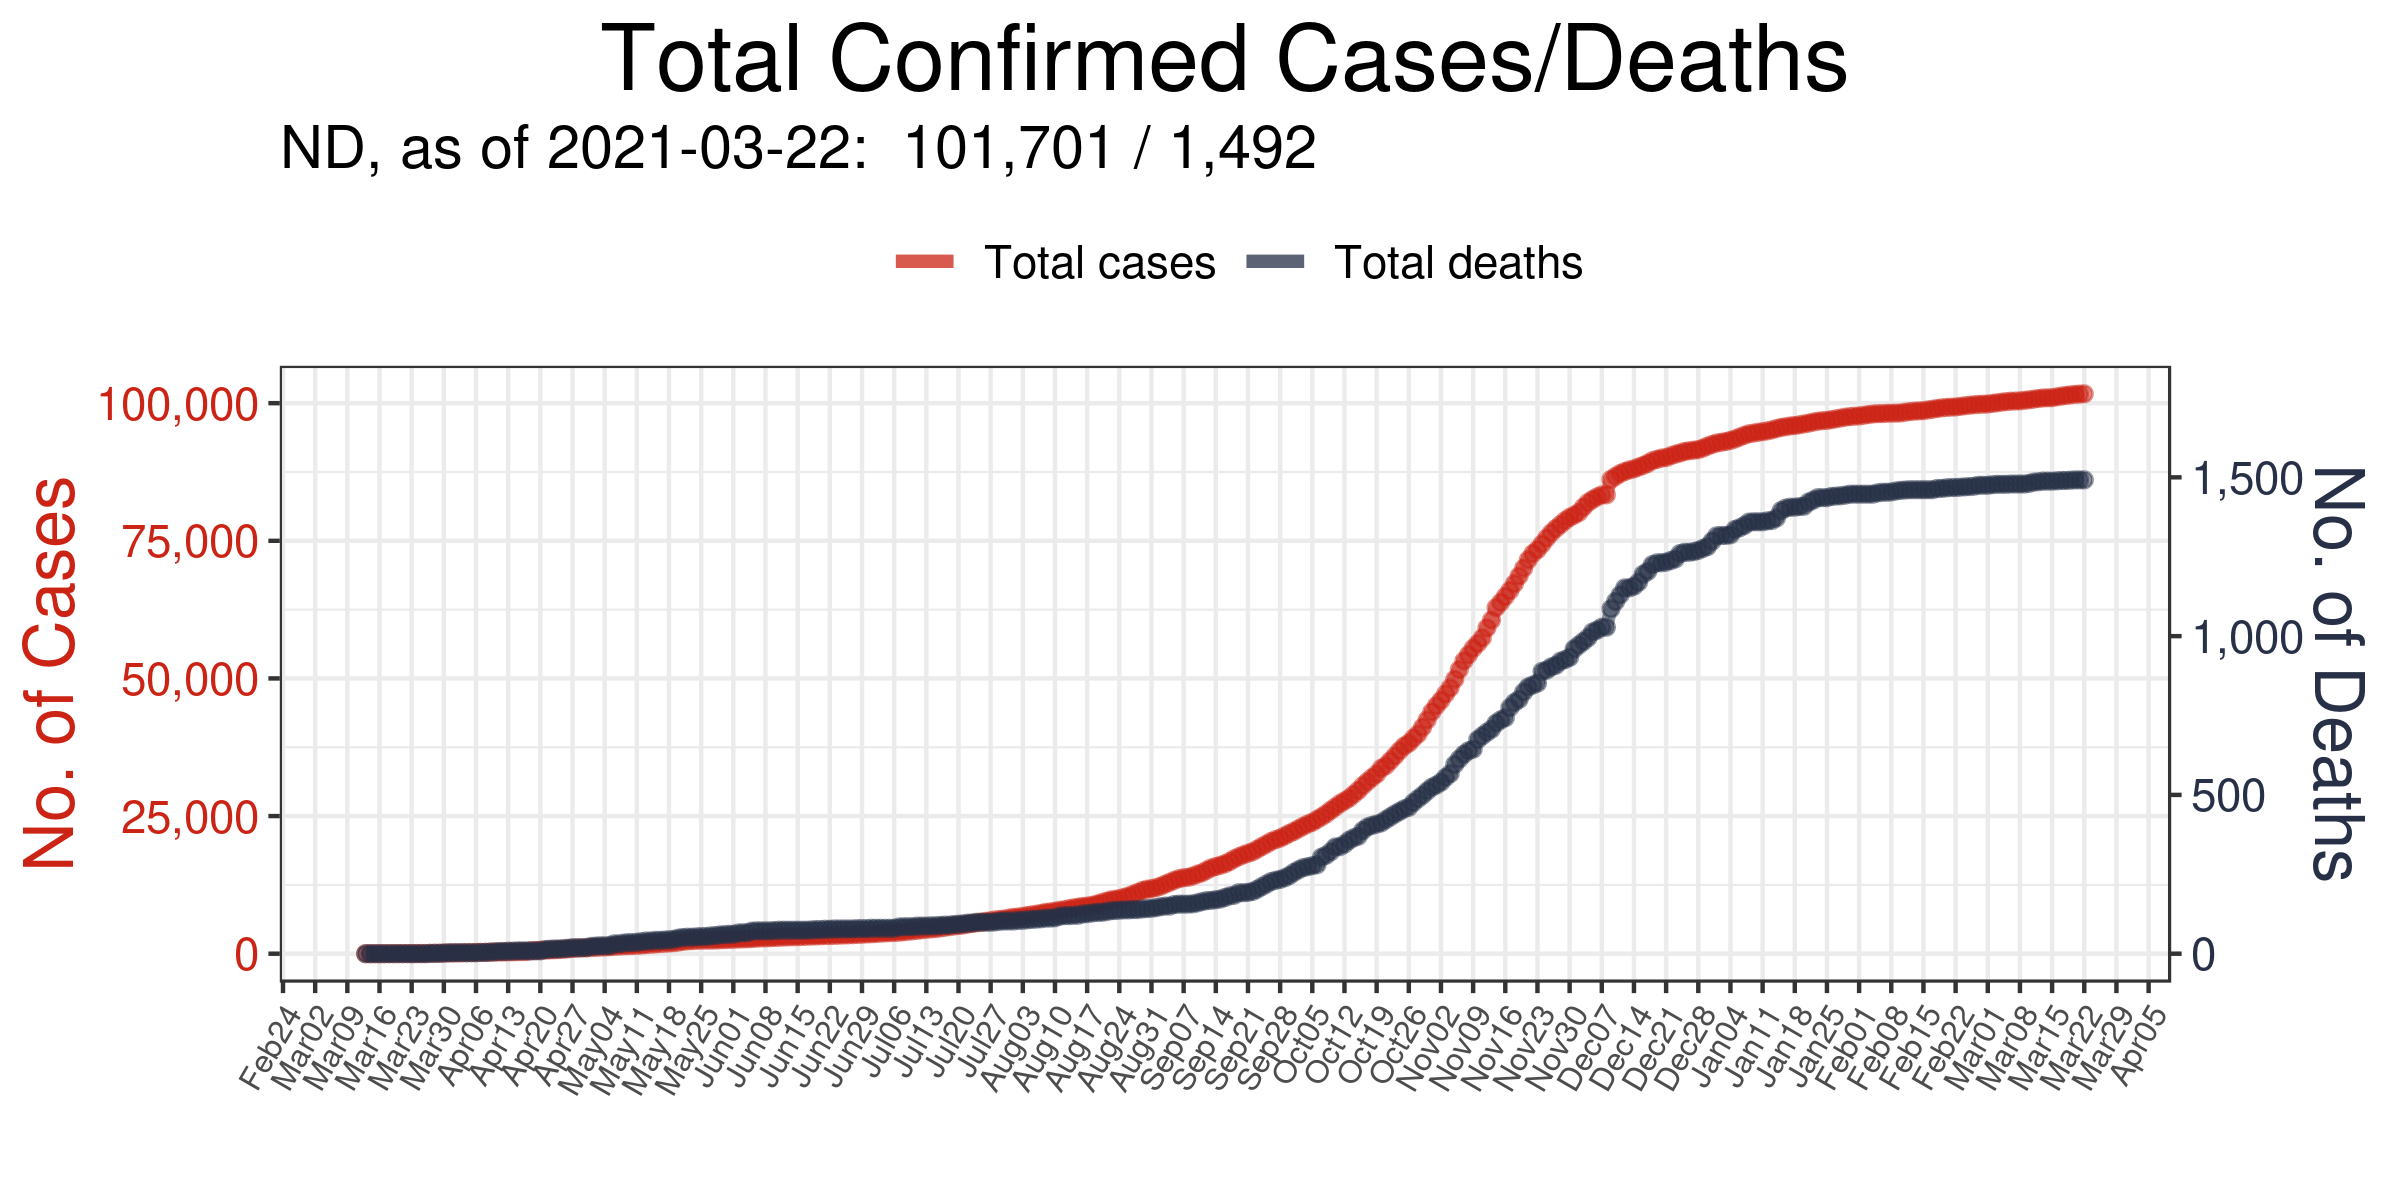 Total Confirmed Cases/Deaths
ND, as of 2021-03-22:  101,701 / 1,492
Total cases
Total deaths
No. of Cases
100,000
75,000
50,000
25,000
0
1,500
1,000
500
0
No. of Deaths
Feb24
Mar02
Mar09
Mar16
Mar23
Mar30
Apr06
Apr13
Apr20
Apr27
May04
May11
May18
May25
Jun01
Jun08
Jun15
Jun22
Jun29
Jul06
Jul13
Jul20
Jul27
Aug03
Aug10
Aug17
Aug24
Aug31
Sep07
Sep14
Sep21
Sep28
Oct05
Oct12
Oct19
Oct26
Nov02
Nov09
Nov16
Nov23
Nov30
Dec07
Dec14
Dec21
Dec28
Jan04
Jan11
Jan18
Jan25
Feb01
Feb08
Feb15
Feb22
Mar01
Mar08
Mar15
Mar22
Mar29
Apr05